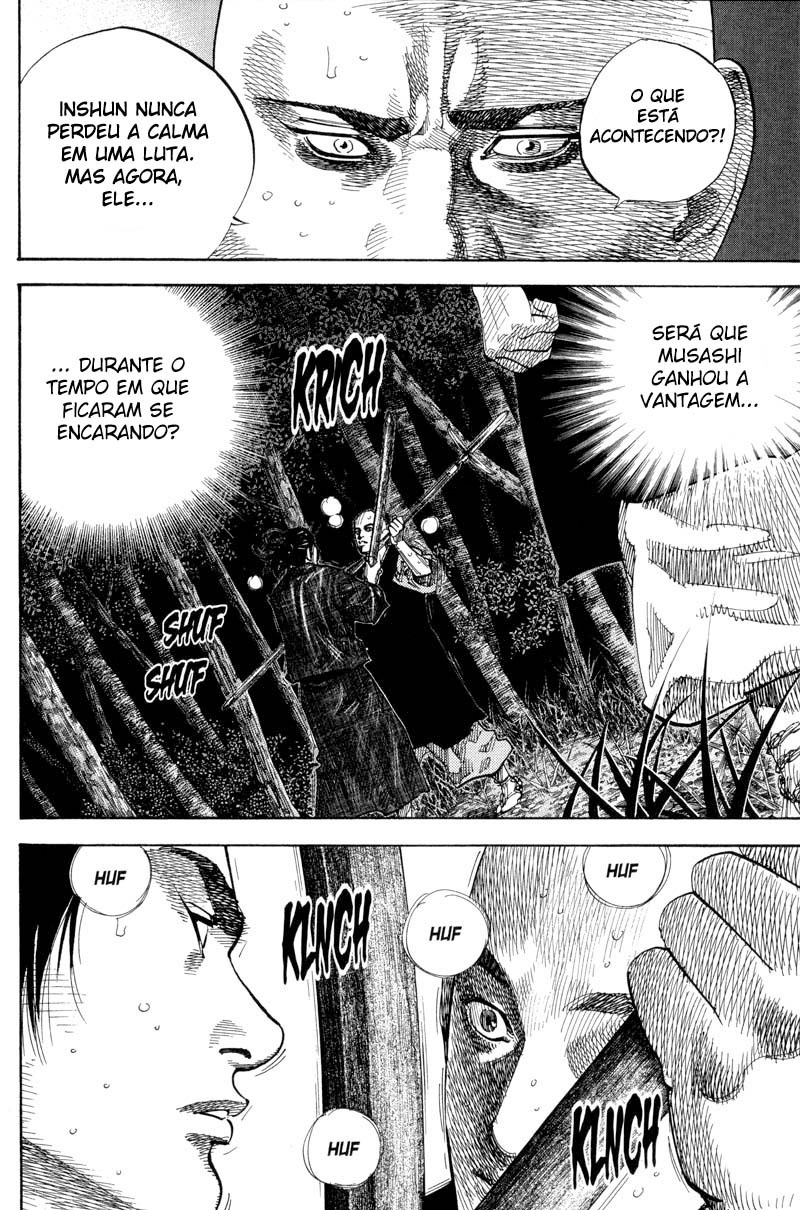 O QUE
ESTÁ
ACONTECENDO?!
INSHUN NUNCA
PERDEU A CALMA
EM UMA LUTA.
MAS AGORA,
ELE...
SERÁ QUE
MUSASHI
GANHOU A
VANTAGEM...
... DURANTE O
TEMPO EM QUE
FICARAM SE
ENCARANDO?
KRICH
SHUF
SHUF
HUF
HUF
KLNCH
HUF
HUF
KLNCH